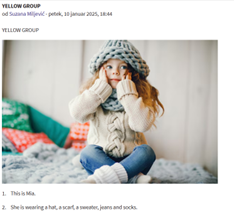 YELLOW GROUP
od Suzana Miljević - petak, 10 januar 2025, 18:44
YELLOW GROUP
1. This is Mia.
2. She is wearing a hat, a scarf, a sweater, jeans and socks.